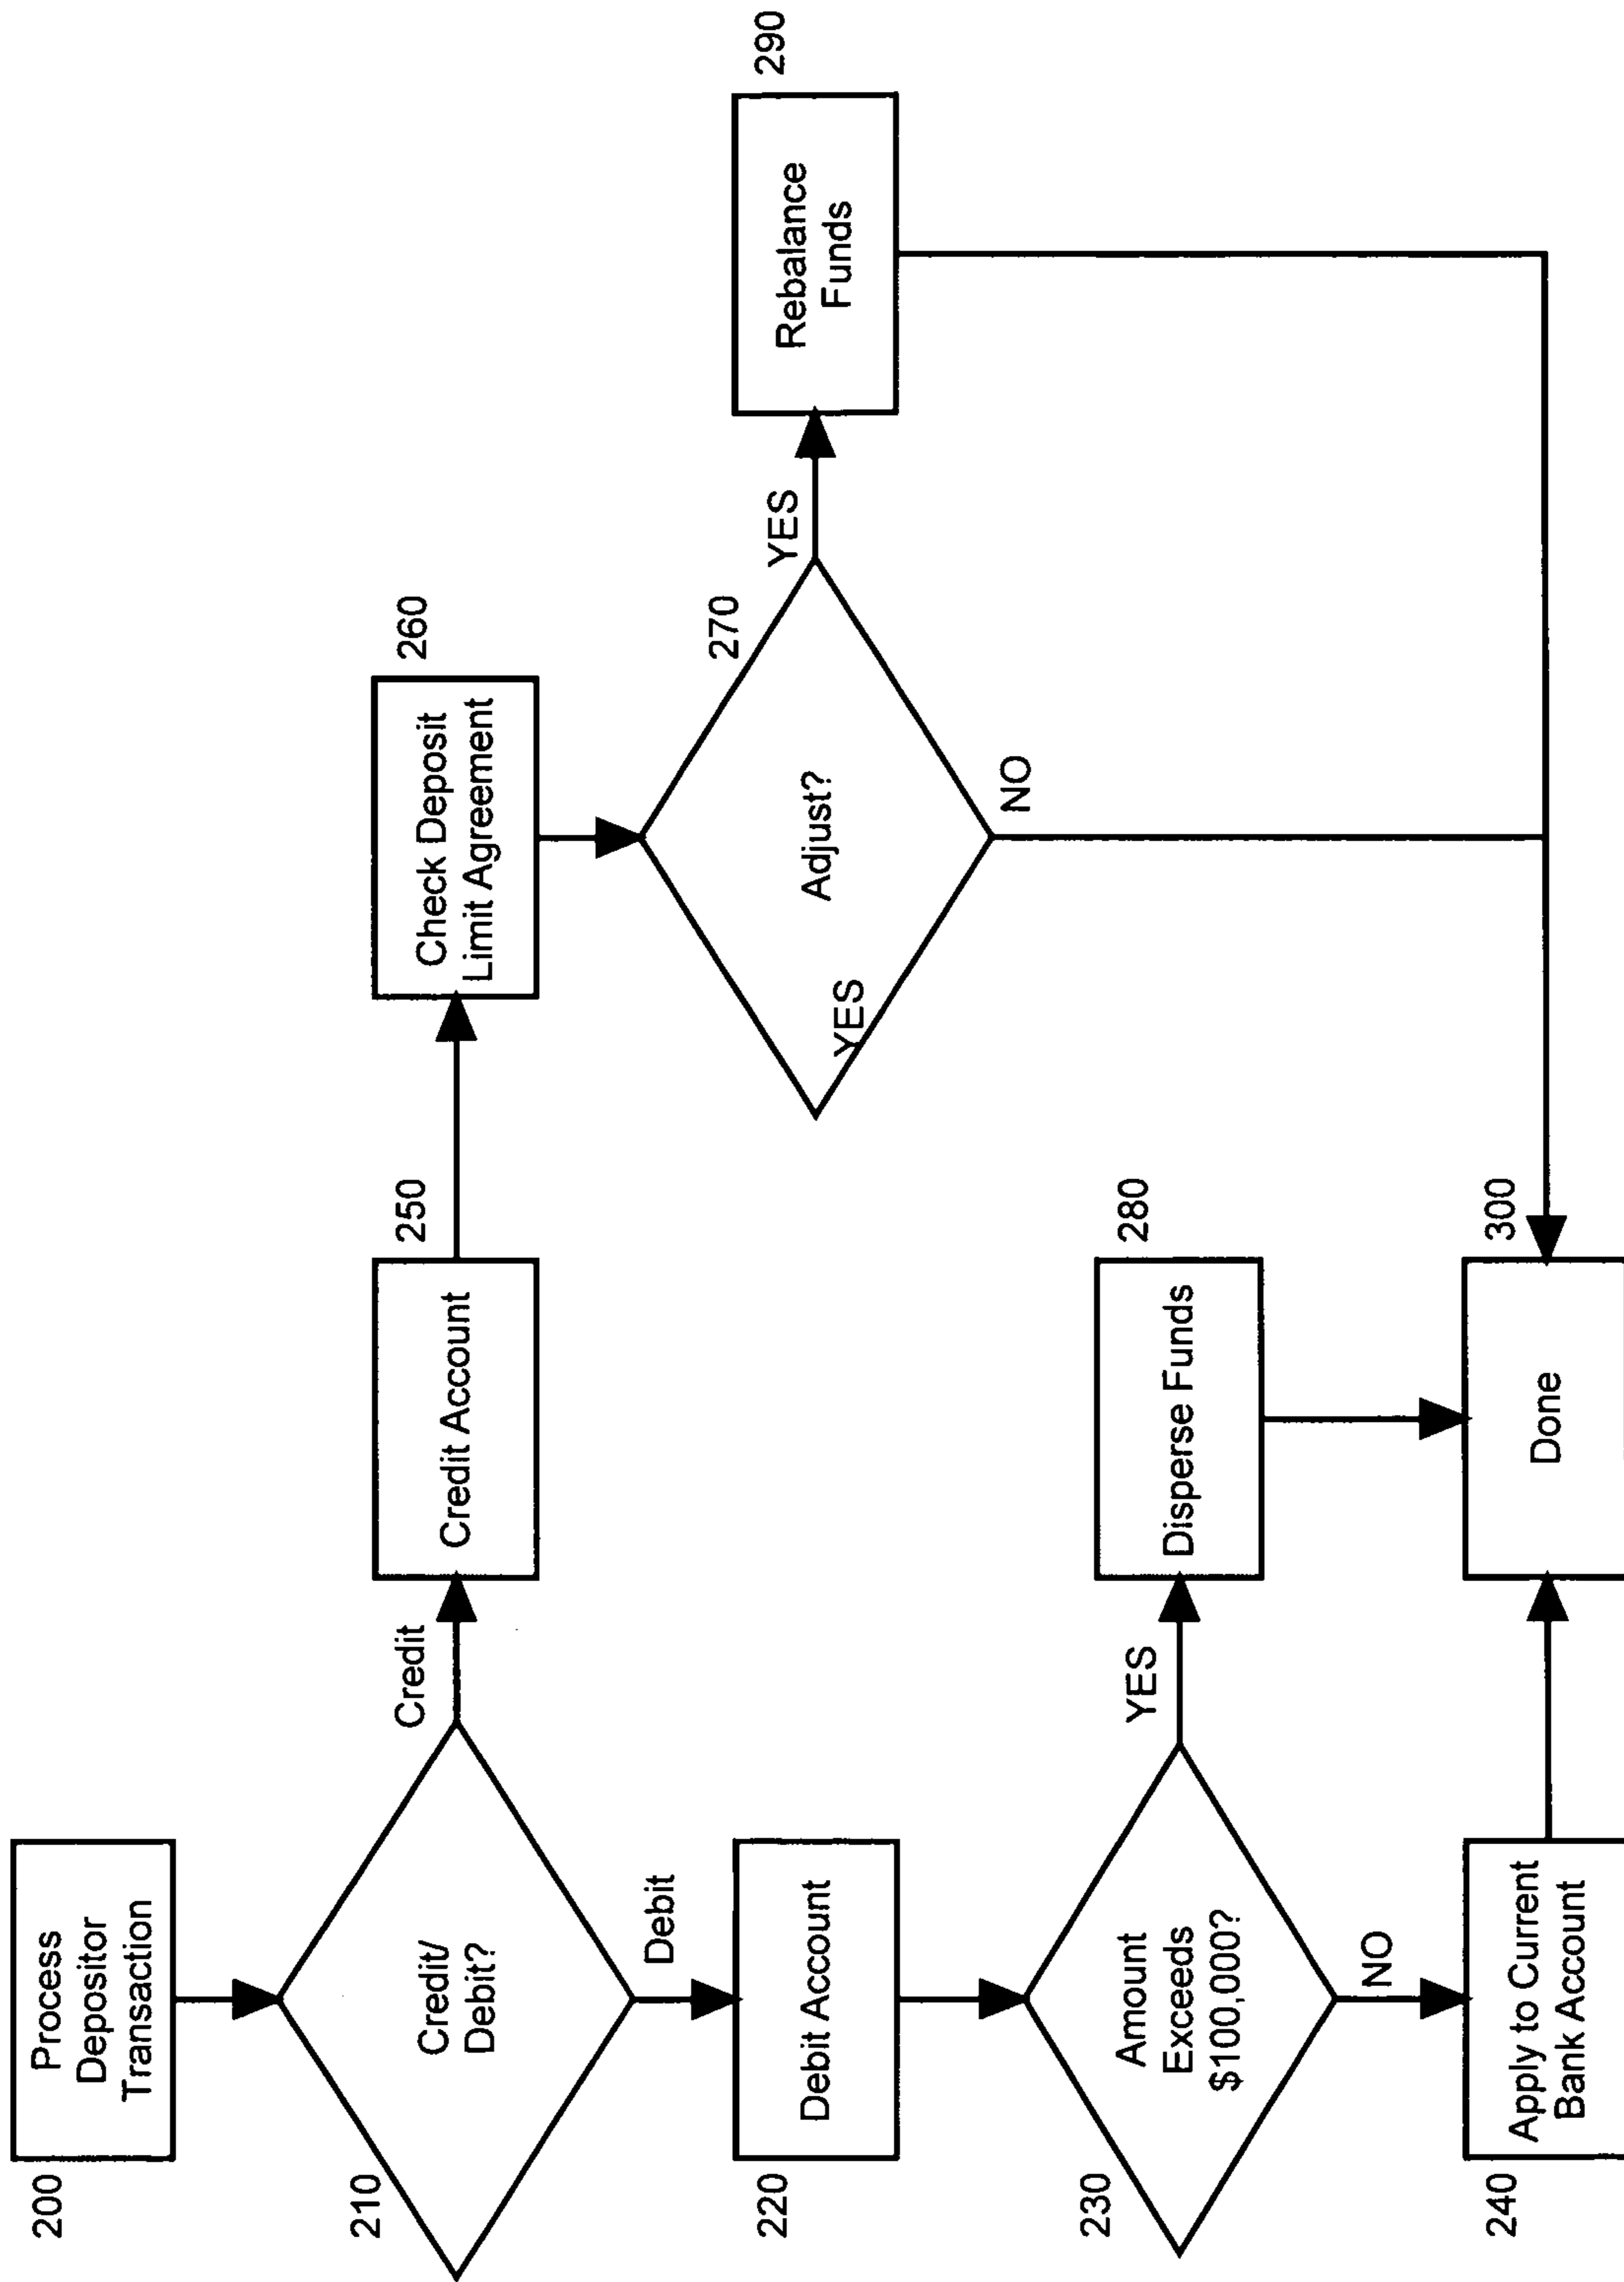 200
Process
Depositor
Transaction
210
Credit/
Debit?
Credit
Credit Account
250
Check Deposit
Limit Agreement
260
Debit
220
Debit Account
Adjust?
270
YES
YES
NO
Rebalance
Funds
290
230
Amount
Exceeds
$100,000?
YES
Disperse Funds
280
NO
240
Apply to Current
Bank Account
Done
300